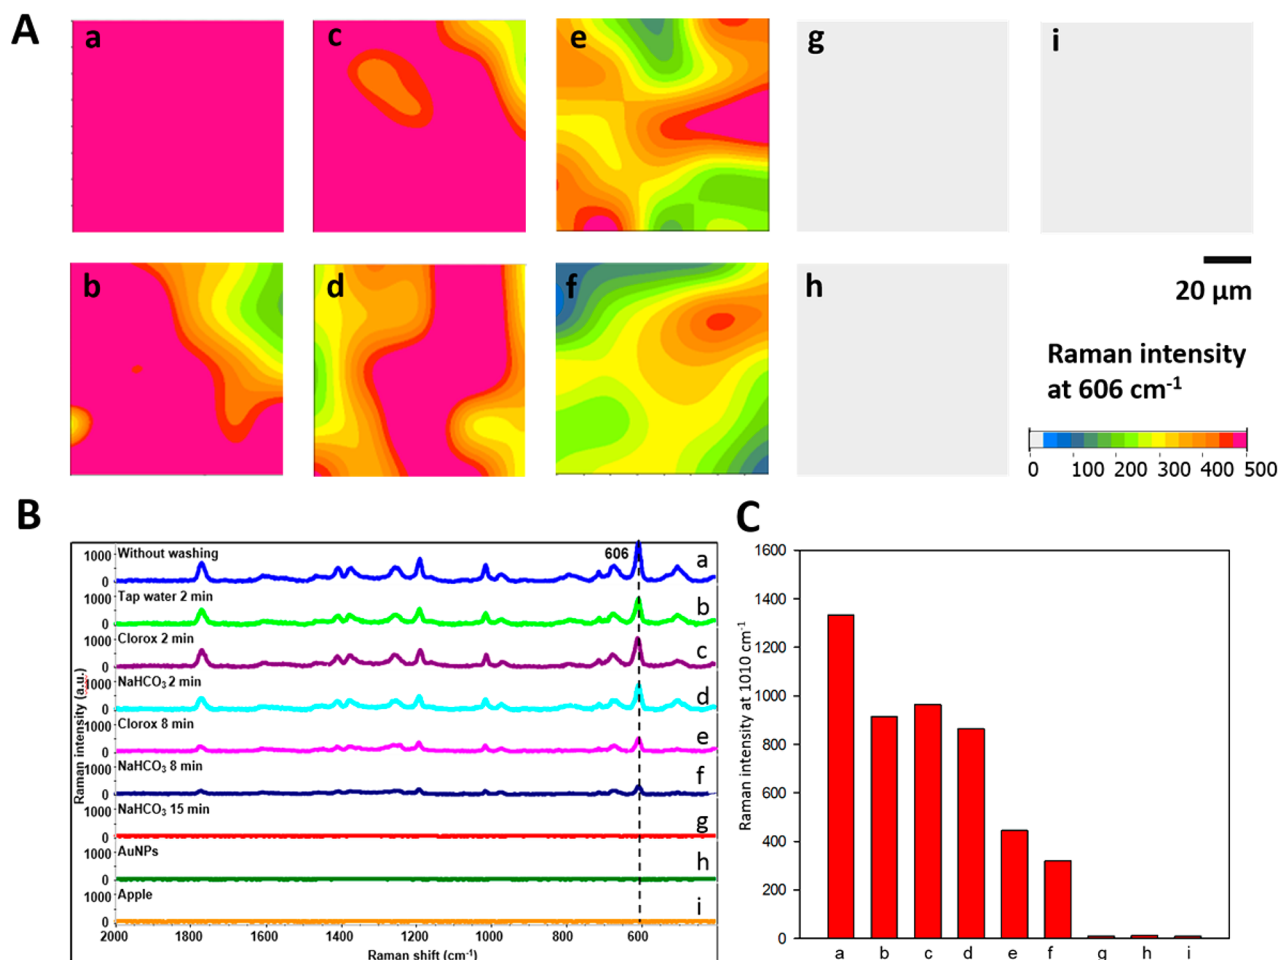 A
a
c
e
g
i
b
d
f
h
20 μm
Raman intensity
at 606 cm-1
0 100 200 300 400 500
B
Raman intensity (a.u.)
1000 Without washing 606 a
0
1000 Tap water 2 min b
0
1000 Clorox 2 min c
0
1000 NaHCO3 2 min d
0
1000 Clorox 8 min e
0
1000 NaHCO3 8 min f
0
1000 NaHCO3 15 min g
0
1000 AuNPs h
0
1000 Apple i
0
2000 1800 1600 1400 1200 1000 800 600
Raman shift (cm-1)
C
Raman intensity at 1010 cm-1
1600
1400
1200
1000
800
600
400
200
0
a b c d e f g h i